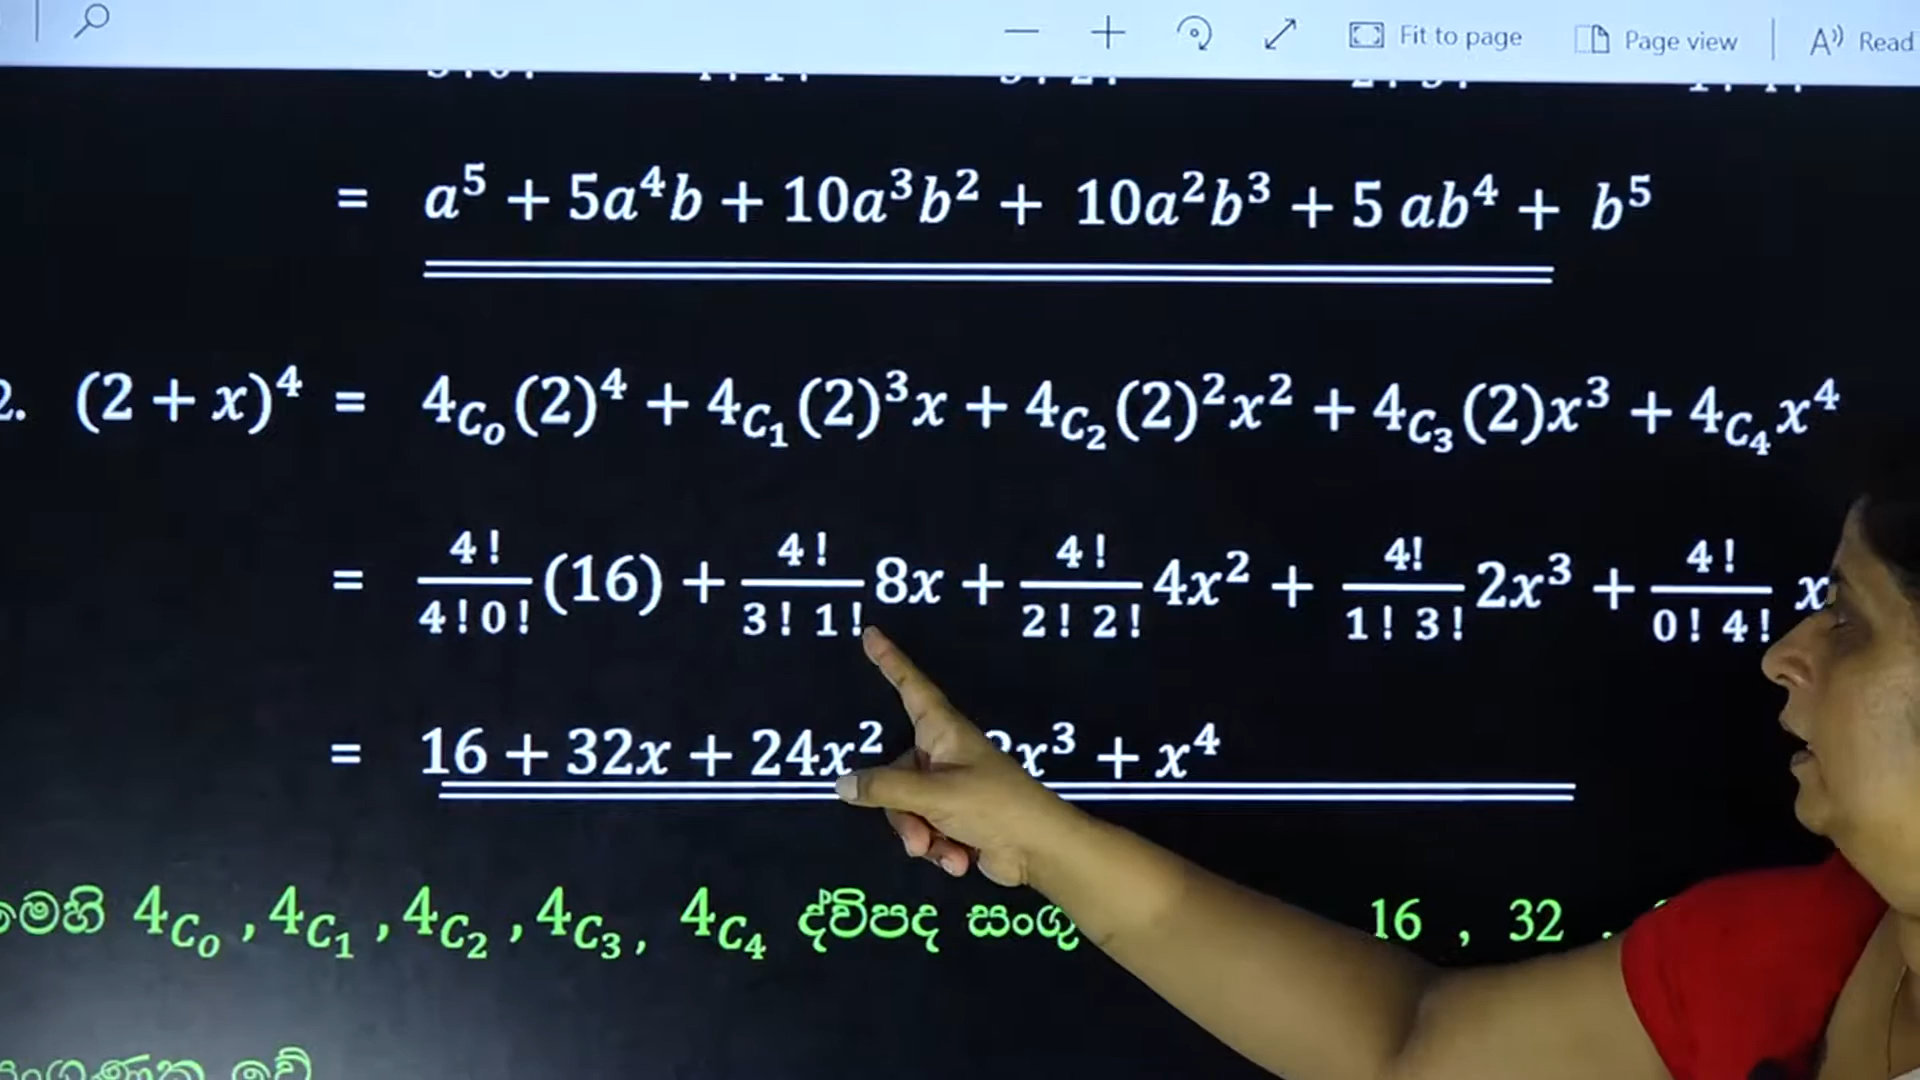 Fit to page Page view Read
= a⁵ + 5a⁴b + 10a³b² + 10a²b³ + 5 ab⁴ + b⁵
2. (2 + x)⁴ = 4C₀(2)⁴ + 4C₁(2)³x + 4C₂(2)²x² + 4C₃(2)x³ + 4C₄x⁴
= 4!/4!0! (16) + 4!/3! 1! 8x + 4!/2! 2! 4x² + 4!/1! 3! 2x³ + 4!/0! 4! x
= 16 + 32x + 24x² x³ + x⁴
මෙහි 4C₀ , 4C₁ , 4C₂ , 4C₃ , 4C₄ ද්විපද 16 , 32 ,
වේ